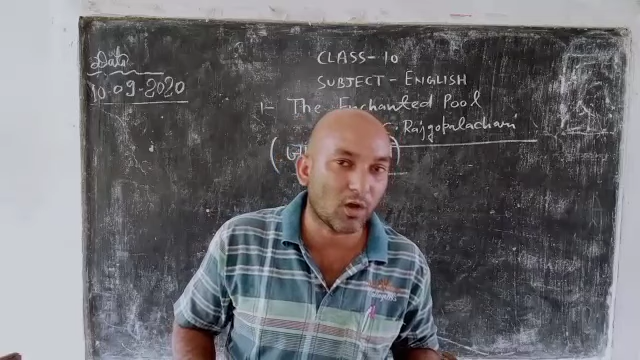 Date
10-09-2020
CLASS-10
SUBJECT - ENGLISH
1- The Enchanted Pool
C. Rajgopalachari
(